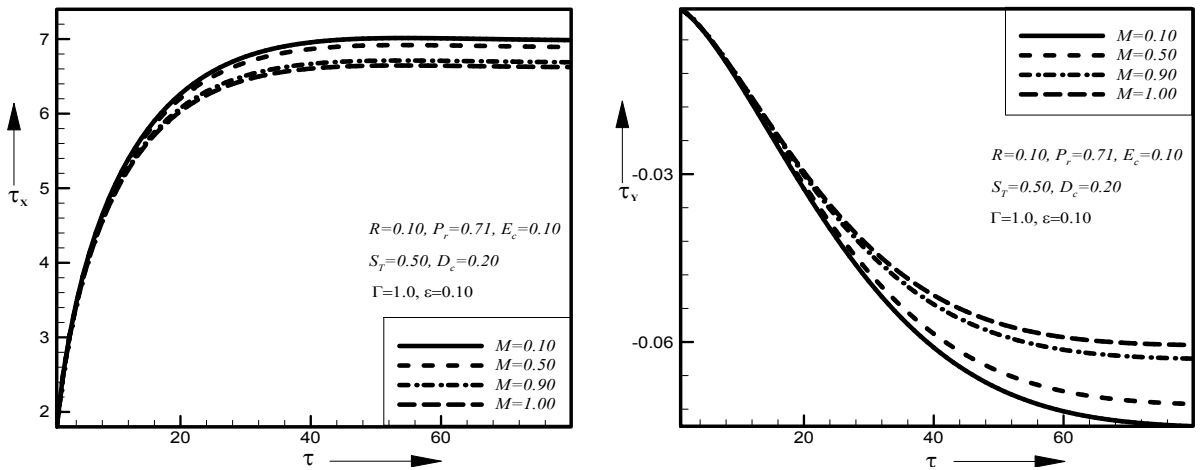 7
6
5
4
3
2
20
40
60
τx
τ
R=0.10, Pr=0.71, Ec=0.10
ST=0.50, Dc=0.20
Γ=1.0, ε=0.10
M=0.10
M=0.50
M=0.90
M=1.00
-0.03
-0.06
20
40
60
τY
τ
M=0.10
M=0.50
M=0.90
M=1.00
R=0.10, Pr=0.71, Ec=0.10
ST=0.50, Dc=0.20
Γ=1.0, ε=0.10